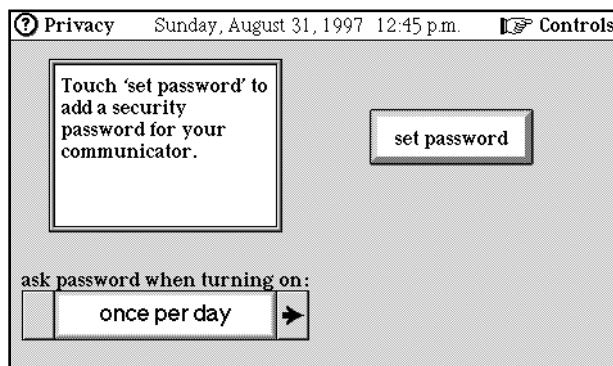 ? Privacy Sunday, August 31, 1997 12:45 p.m. Controls
Touch ‘set password’ to
add a security
password for your
communicator.
set password
ask password when turning on:
once per day